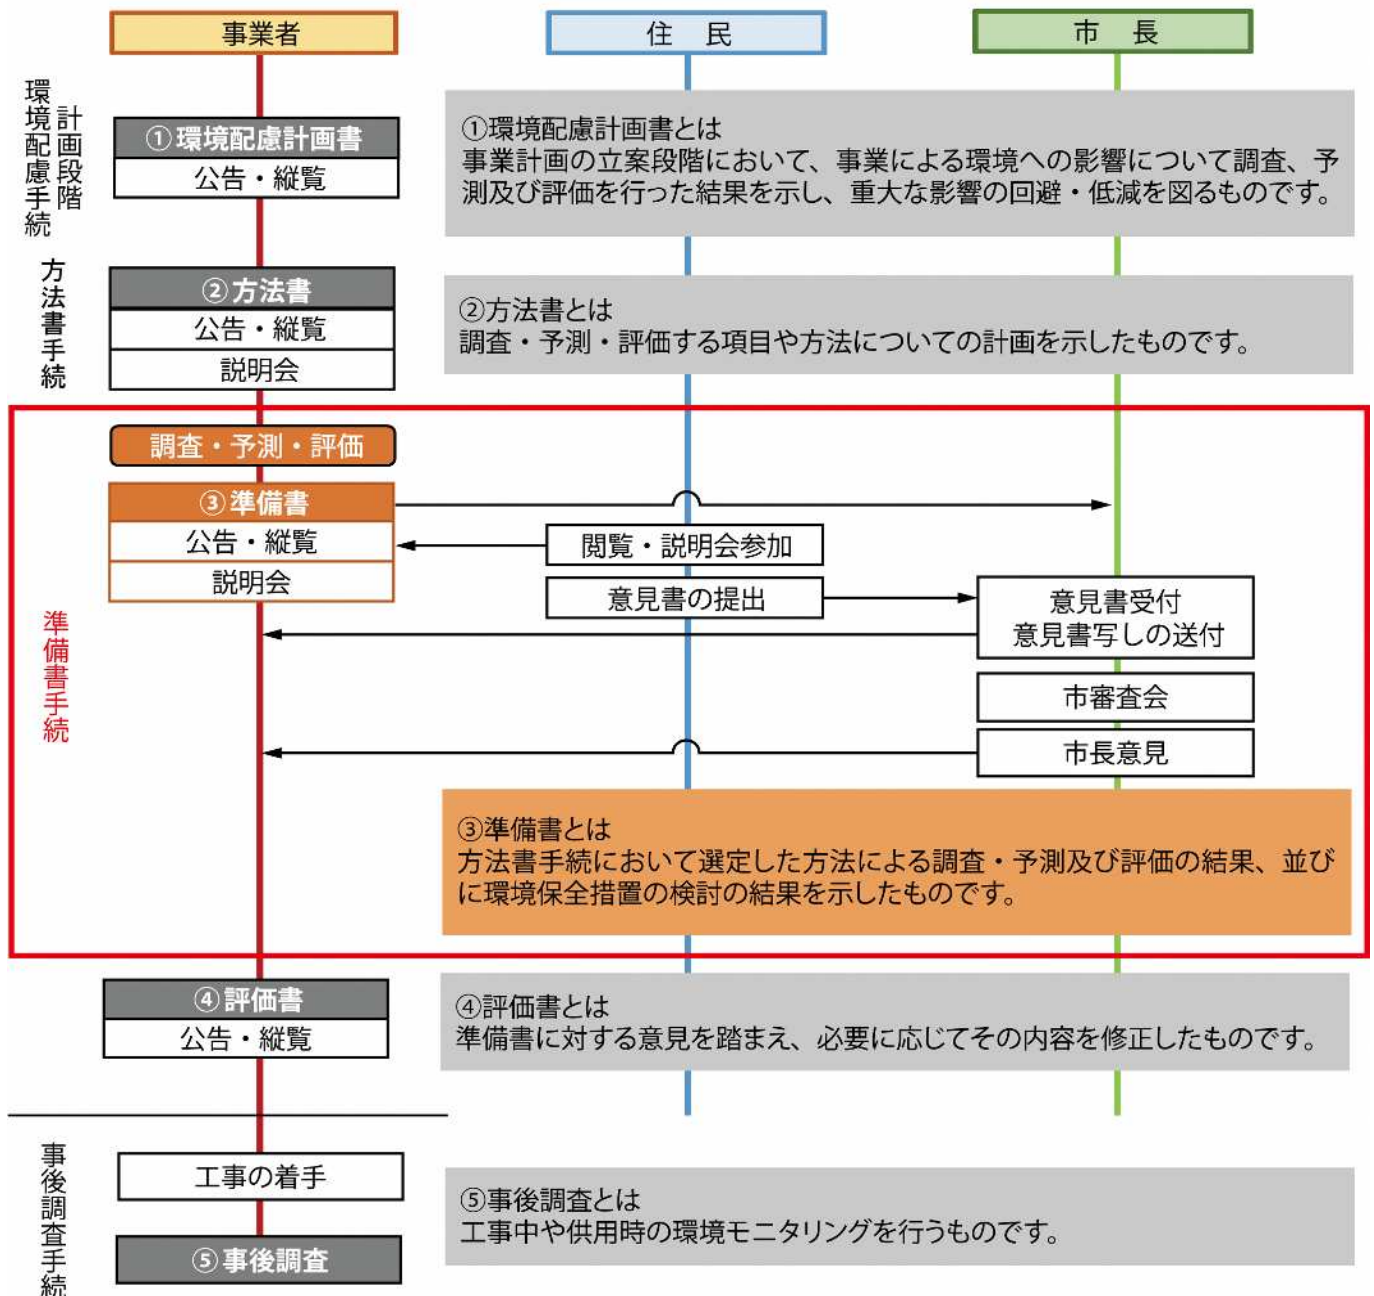 事業者
住 民
市 長
計画段階
環境配慮手続
①環境配慮計画書
公告・縦覧
①環境配慮計画書とは
事業計画の立案段階において、事業による環境への影響について調査、予
測及び評価を行った結果を示し、重大な影響の回避・低減を図るものです。
方法書手続
②方法書
公告・縦覧
説明会
②方法書とは
調査・予測・評価する項目や方法についての計画を示したものです。
準備書手続
調査・予測・評価
③準備書
公告・縦覧
説明会
閲覧・説明会参加
意見書の提出
意見書受付
意見書写しの送付
市審査会
市長意見
③準備書とは
方法書手続において選定した方法による調査・予測及び評価の結果、並び
に環境保全措置の検討の結果を示したものです。
④評価書
公告・縦覧
④評価書とは
準備書に対する意見を踏まえ、必要に応じてその内容を修正したものです。
事後調査手続
工事の着手
⑤事後調査
⑤事後調査とは
工事中や供用時の環境モニタリングを行うものです。